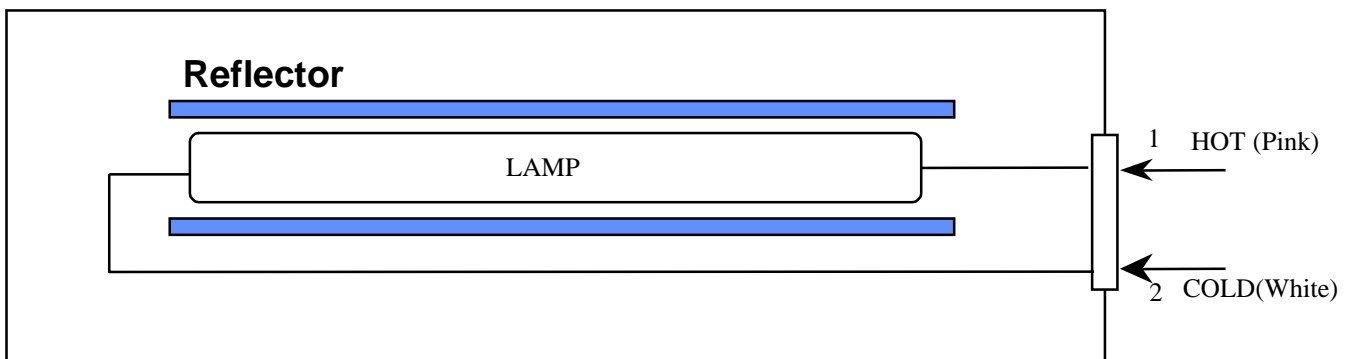 Reflector
LAMP
1
HOT (Pink)
2
COLD(White)